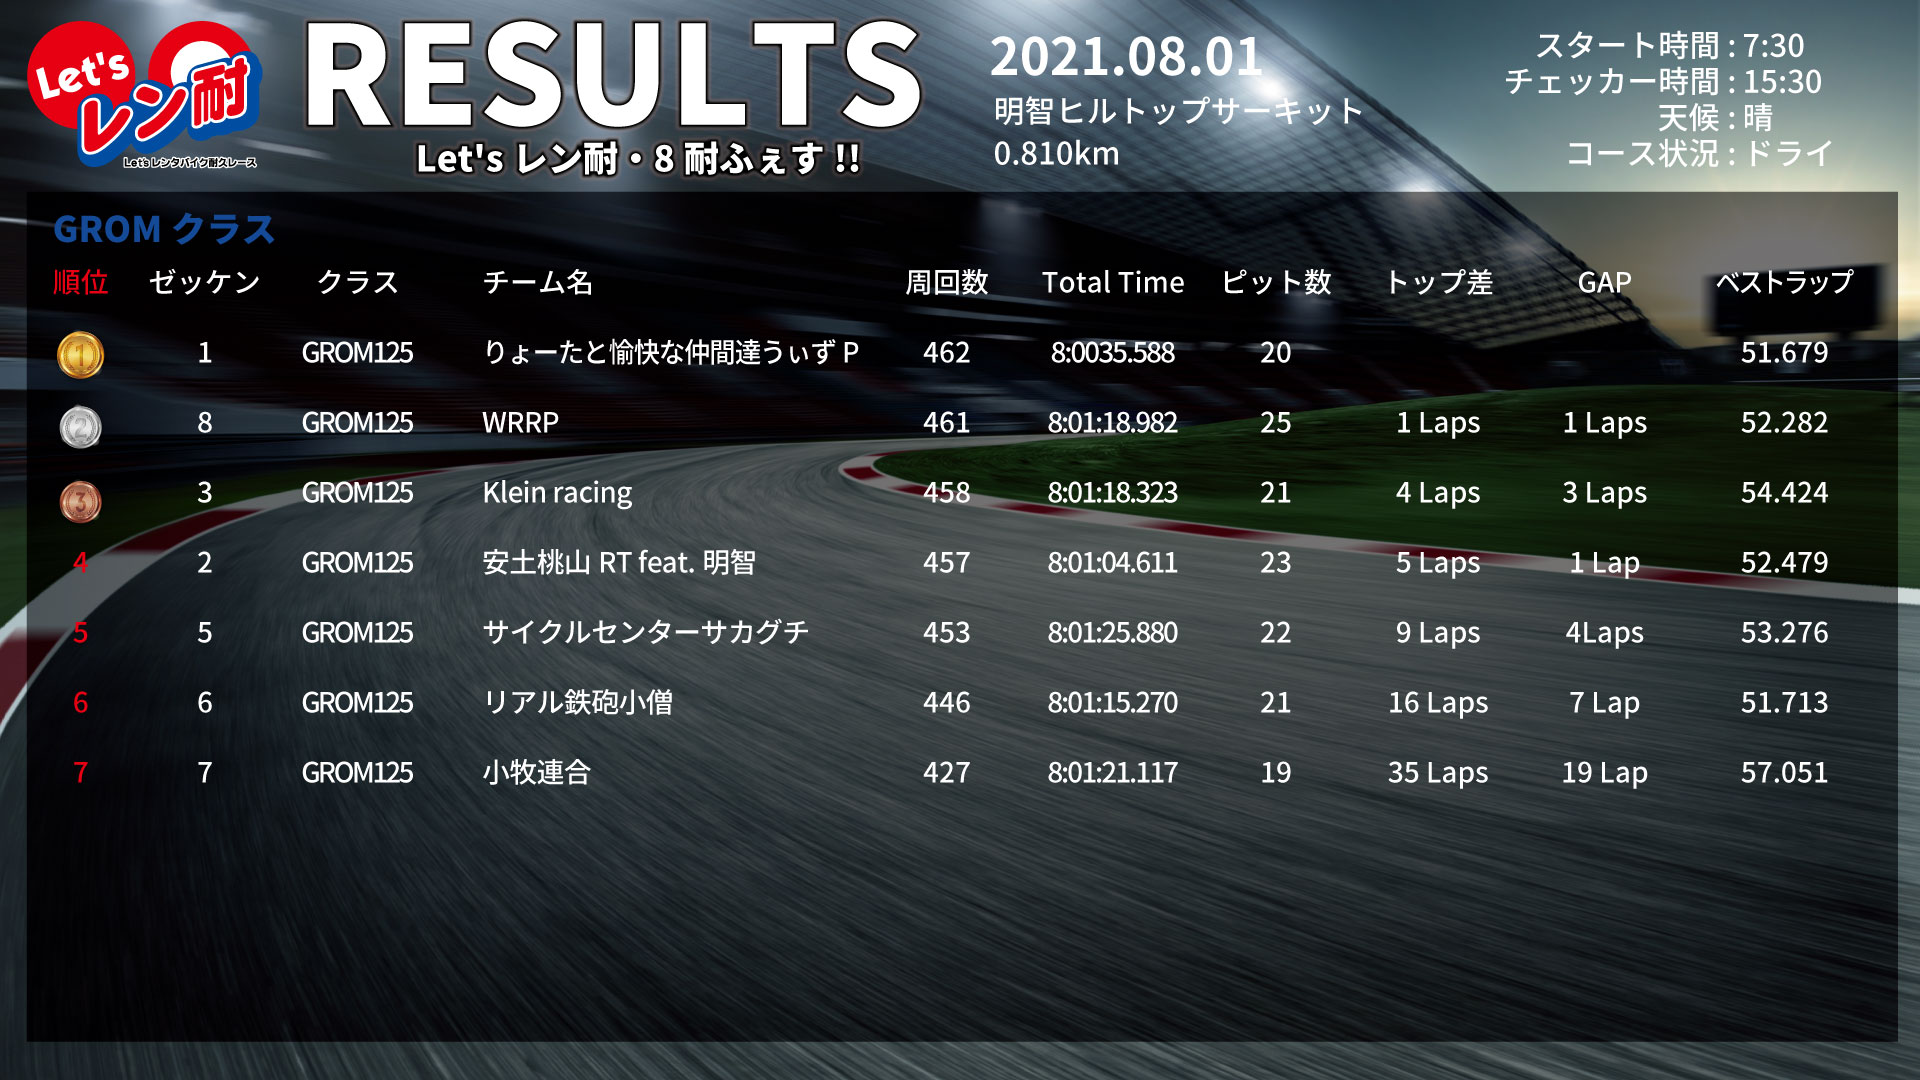 Let's
レン耐
Let's レンタバイク耐久レース
RESULTS
Let's レン耐・8 耐ふぇす !!
2021.08.01
明智ヒルトップサーキット
0.810km
スタート時間 : 7:30
チェッカー時間 : 15:30
天候 : 晴
コース状況 : ドライ
GROM クラス
順位 ゼッケン クラス チーム名 周回数 Total Time ピット数 トップ差 GAP ベストラップ
1 1 GROM125 りょーたと愉快な仲間達うぃず P 462 8:0035.588 20 51.679
2 8 GROM125 WRRP 461 8:01:18.982 25 1 Laps 1 Laps 52.282
3 3 GROM125 Klein racing 458 8:01:18.323 21 4 Laps 3 Laps 54.424
4 2 GROM125 安土桃山 RT feat. 明智 457 8:01:04.611 23 5 Laps 1 Lap 52.479
5 5 GROM125 サイクルセンターサカグチ 453 8:01:25.880 22 9 Laps 4Laps 53.276
6 6 GROM125 リアル鉄砲小僧 446 8:01:15.270 21 16 Laps 7 Lap 51.713
7 7 GROM125 小牧連合 427 8:01:21.117 19 35 Laps 19 Lap 57.051